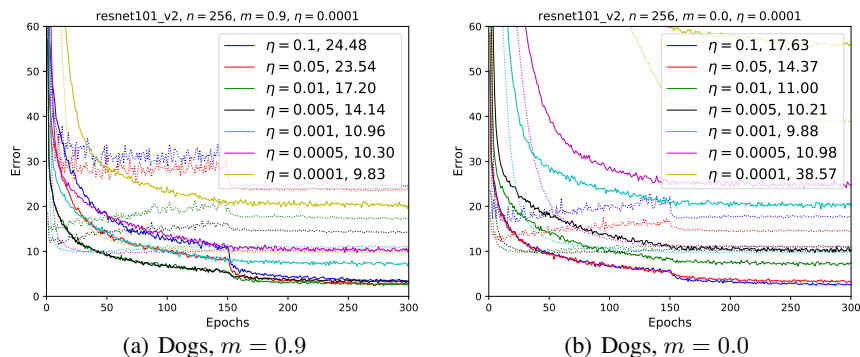 resnet101_v2, n = 256, m = 0.9, η = 0.0001
60
50
40
30
20
10
0
Error
η = 0.1, 24.48
η = 0.05, 23.54
η = 0.01, 17.20
η = 0.005, 14.14
η = 0.001, 10.96
η = 0.0005, 10.30
η = 0.0001, 9.83
0 50 100 150 200 250 300
Epochs
(a) Dogs, m = 0.9
resnet101_v2, n = 256, m = 0.0, η = 0.0001
60
50
40
30
20
10
0
Error
η = 0.1, 17.63
η = 0.05, 14.37
η = 0.01, 11.00
η = 0.005, 10.21
η = 0.001, 9.88
η = 0.0005, 10.98
η = 0.0001, 38.57
0 50 100 150 200 250 300
Epochs
(b) Dogs, m = 0.0